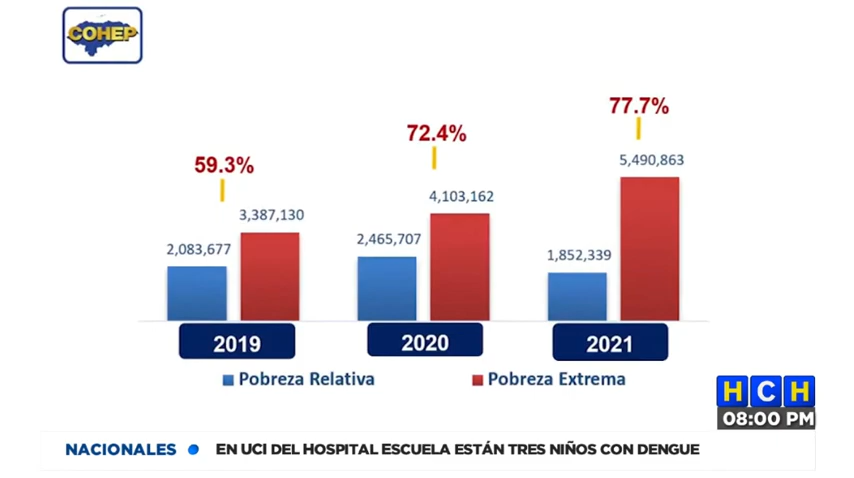 COHEP
77.7%
72.4%
59.3%
5,490,863
4,103,162
3,387,130
2,465,707
2,083,677
1,852,339
2019 2020 2021
Pobreza Relativa Pobreza Extrema
HCH
08:00 PM
NACIONALES EN UCI DEL HOSPITAL ESCUELA ESTÁN TRES NIÑOS CON DENGUE